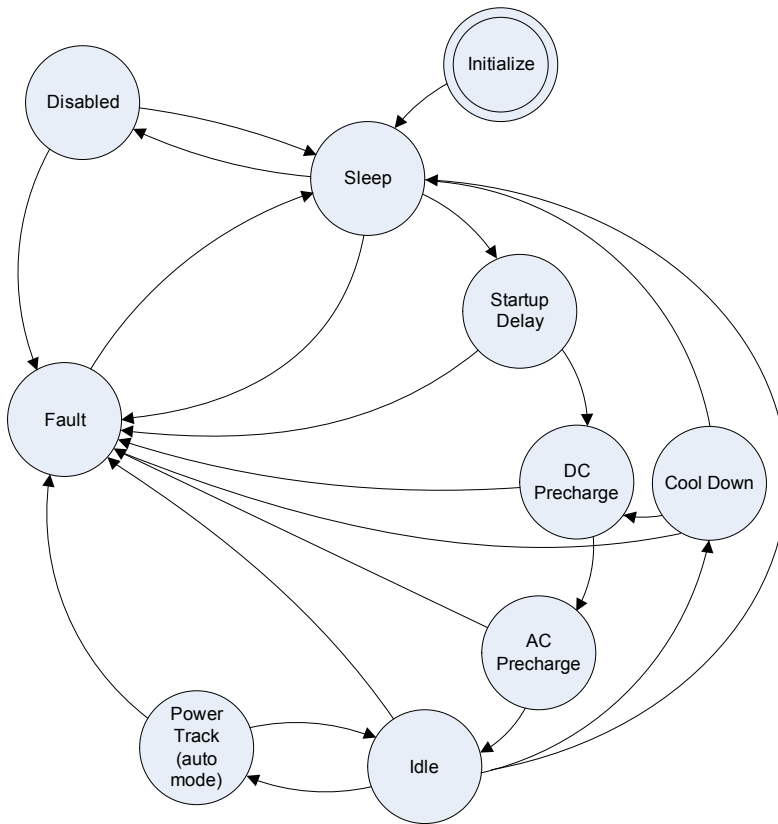 Initialize
Disabled
Sleep
Startup
Delay
Fault
DC
Precharge
Cool Down
AC
Precharge
Power
Track
(auto
mode)
Idle